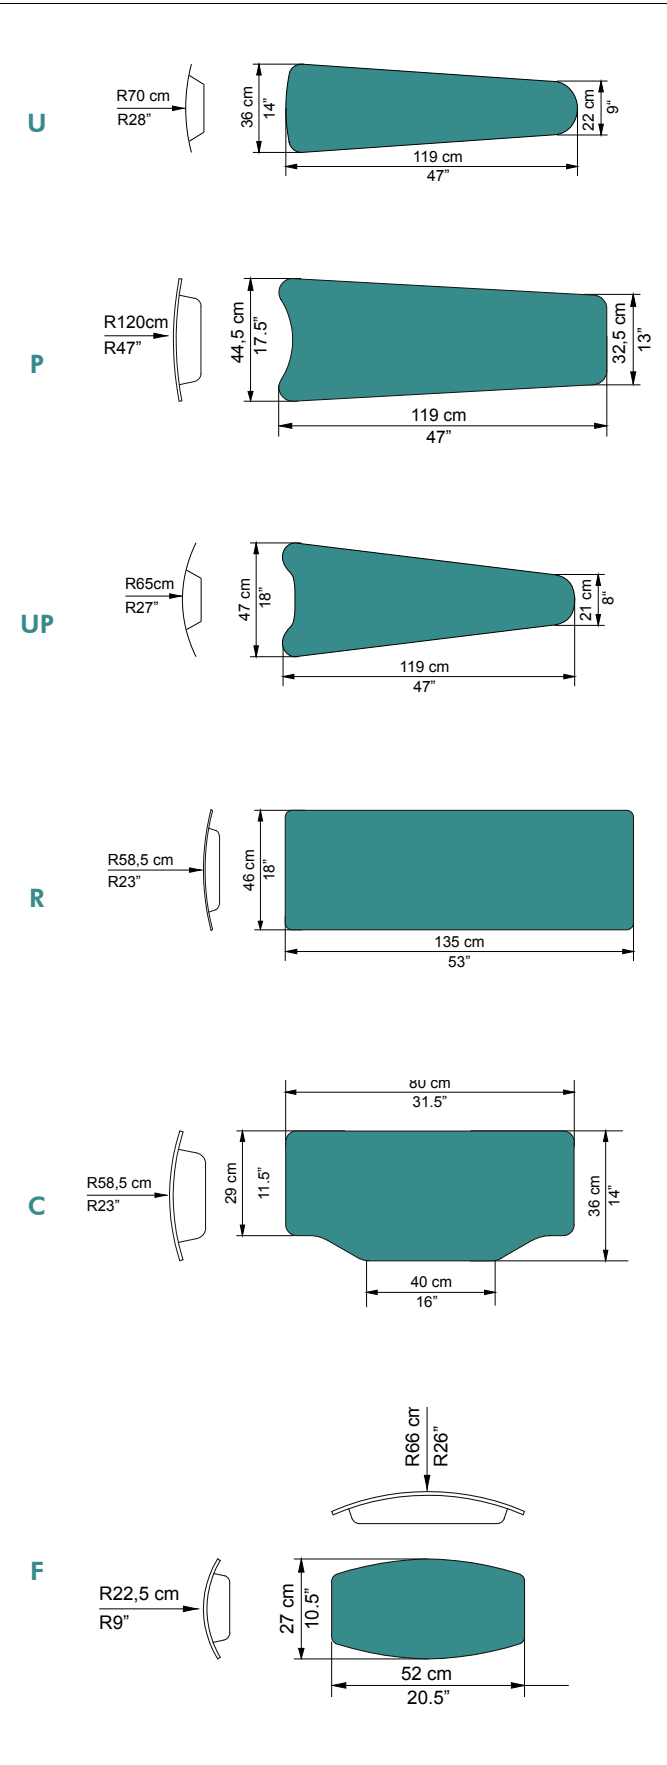 U
R70 cm
R28”
36 cm
14”
22 cm
9“
119 cm
47”
P
R120cm
R47”
44,5 cm
17.5”
32,5 cm
13”
119 cm
47”
UP
R65cm
R27”
47 cm
18”
21 cm
8“
119 cm
47”
R
R58,5 cm
R23”
46 cm
18”
135 cm
53”
C
80 cm
31.5”
R58,5 cm
R23”
29 cm
11.5”
36 cm
14”
40 cm
16”
F
R66 cm
R26”
R22,5 cm
R9”
27 cm
10.5”
52 cm
20.5”